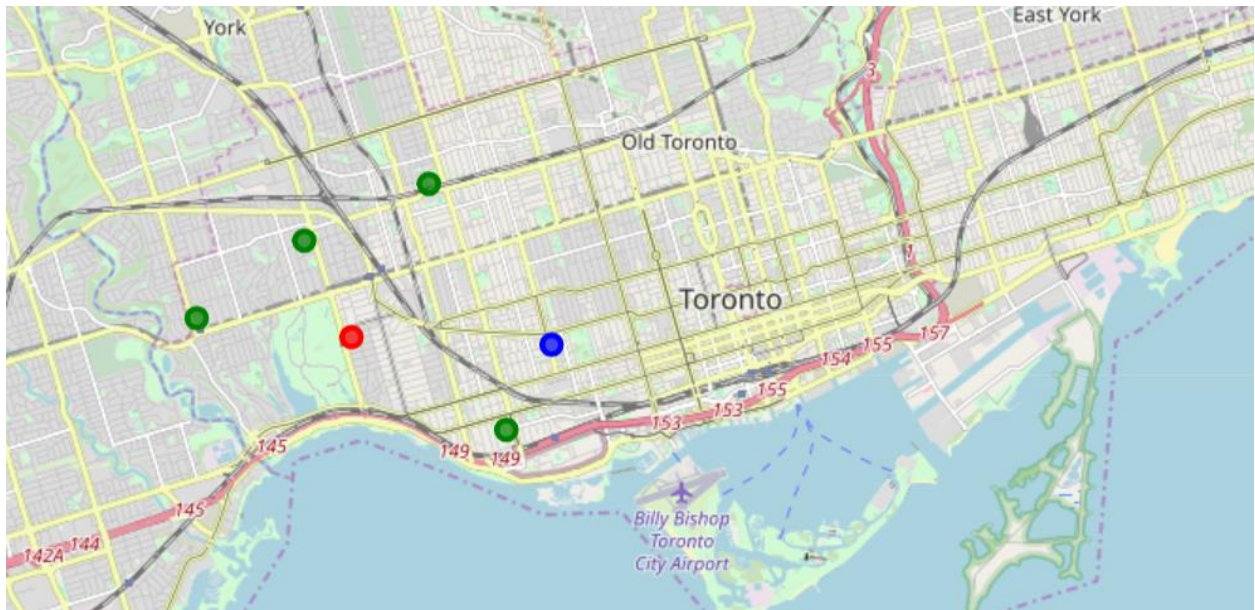 York
East York
3
Old Toronto
1
Toronto
157
155
154
155
153
153
149
149
145
145
144
142A
Billy Bishop
Toronto
City Airport